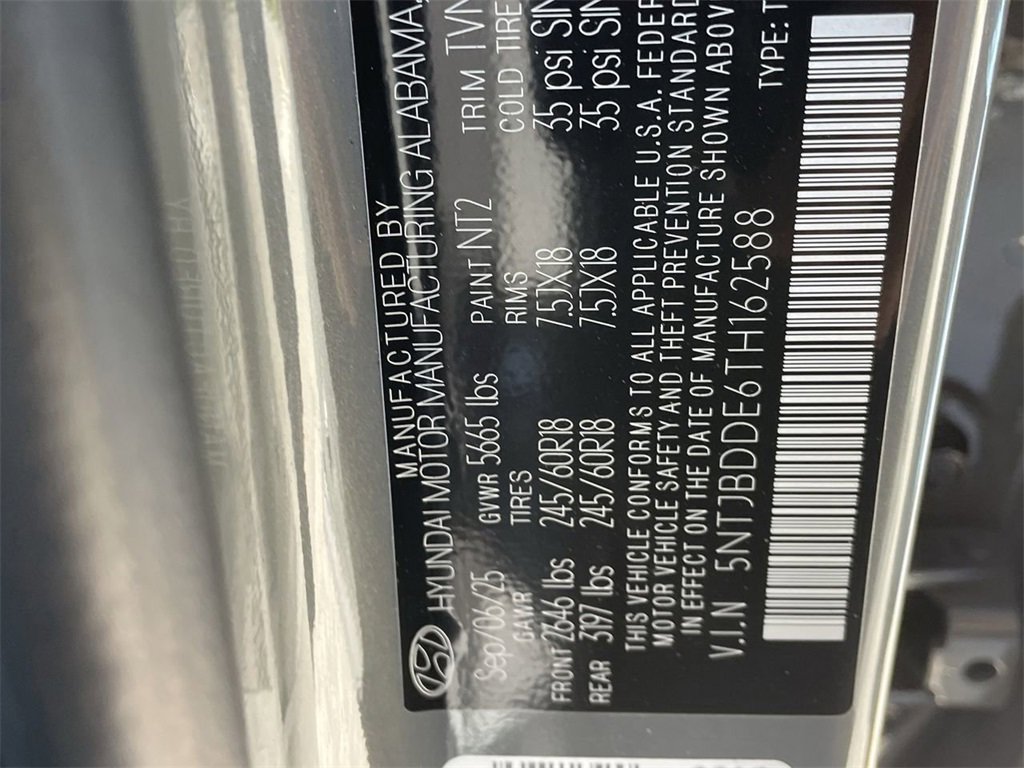 MANUFACTURED BY
HYUNDAI MOTOR MANUFACTURING ALABAMA,
Sep/06/25 GVWR 5665 lbs PAINT NT2 TRIM TVN
GAWR TIRES RIMS COLD TIRE
FRONT 2646 lbs 245/60R18 7.5JX18 35 psi SIN
REAR 3197 lbs 245/60R18 7.5JX18 35 psi SIN
THIS VEHICLE CONFORMS TO ALL APPLICABLE U.S.A. FEDER
MOTOR VEHICLE SAFETY AND THEFT PREVENTION STANDARD
IN EFFECT ON THE DATE OF MANUFACTURE SHOWN ABOV
V.I.N 5NTJBDDE6TH162588 TYPE: T